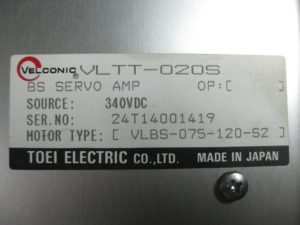 VELCONIC® VLTT-020S
BS SERVO AMP OP:[ ]
SOURCE: 340VDC
SER.NO: 24T14001419
MOTOR TYPE:[ VLBS-075-120-S2 ]
TOEI ELECTRIC CO.,LTD. MADE IN JAPAN